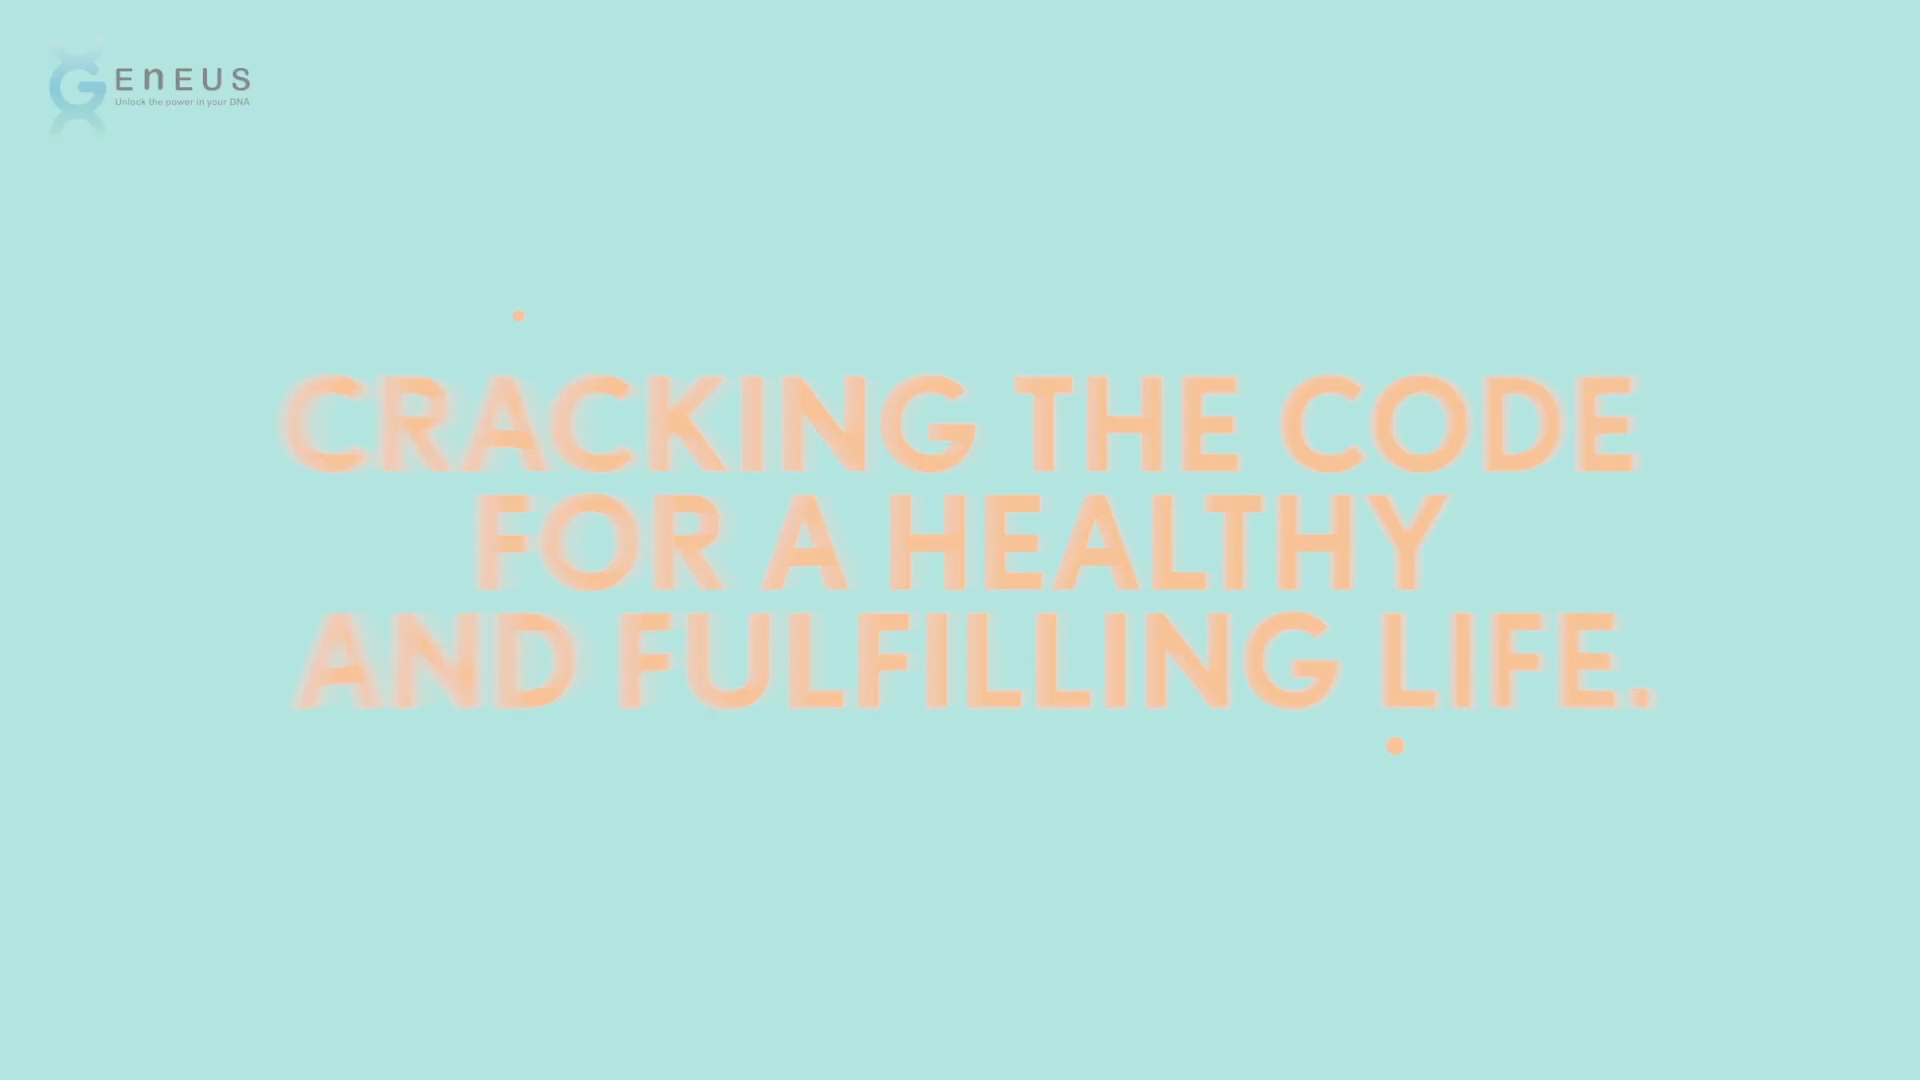 GEnEUS
Unlock the power in your DNA
CRACKING THE CODE
FOR A HEALTHY
AND FULFILLING LIFE.